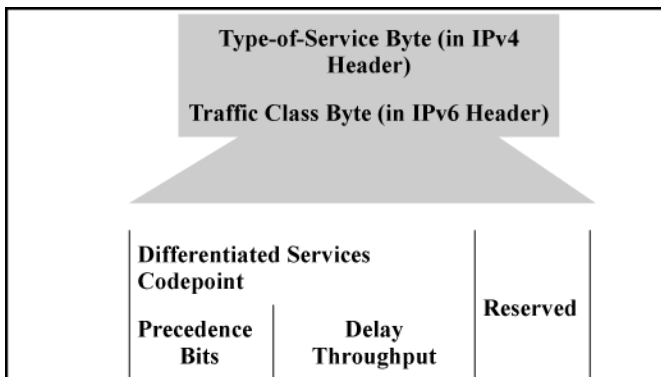 Type-of-Service Byte (in IPv4
Header)
Traffic Class Byte (in IPv6 Header)
Differentiated Services
Codepoint
Reserved
Precedence
Bits
Delay
Throughput